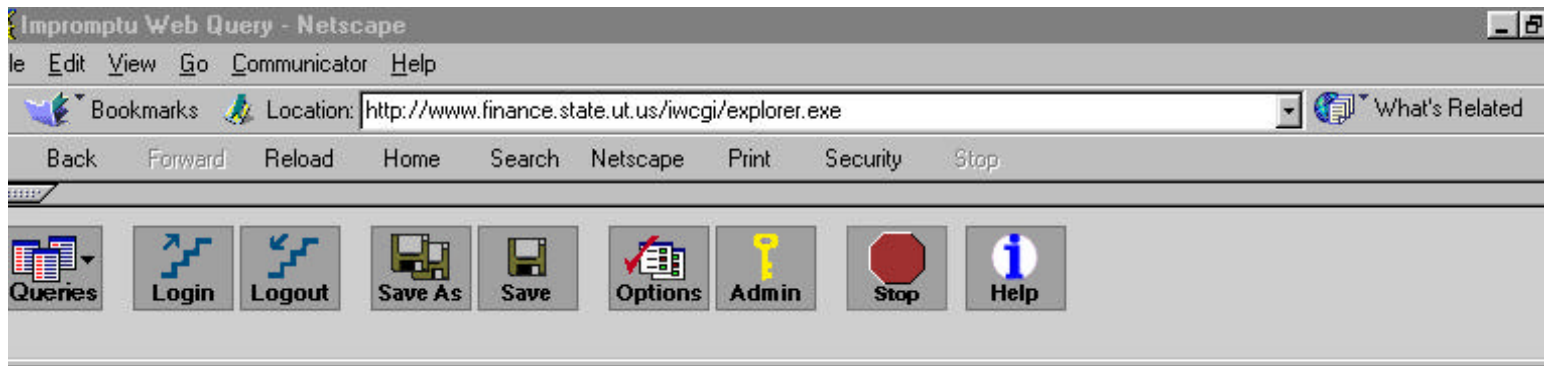 Impromptu Web Query - Netscape
le Edit View Go Communicator Help
Bookmarks Location: http://www.finance.state.ut.us/iwcgi/explorer.exe What's Related
Back Forward Reload Home Search Netscape Print Security Stop
Queries Login Logout Save As Save Options Admin Stop Help